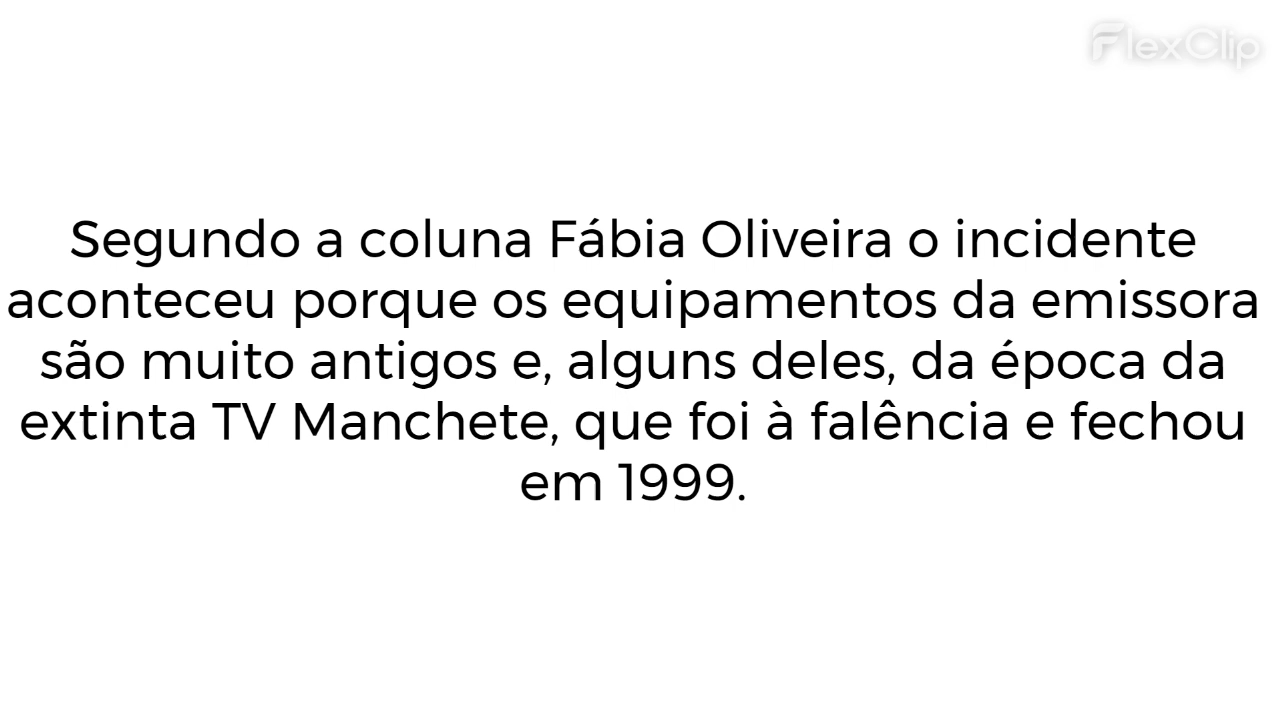 FlexClip
Segundo a coluna Fábia Oliveira o incidente
aconteceu porque os equipamentos da emissora
são muito antigos e, alguns deles, da época da
extinta TV Manchete, que foi à falência e fechou
em 1999.